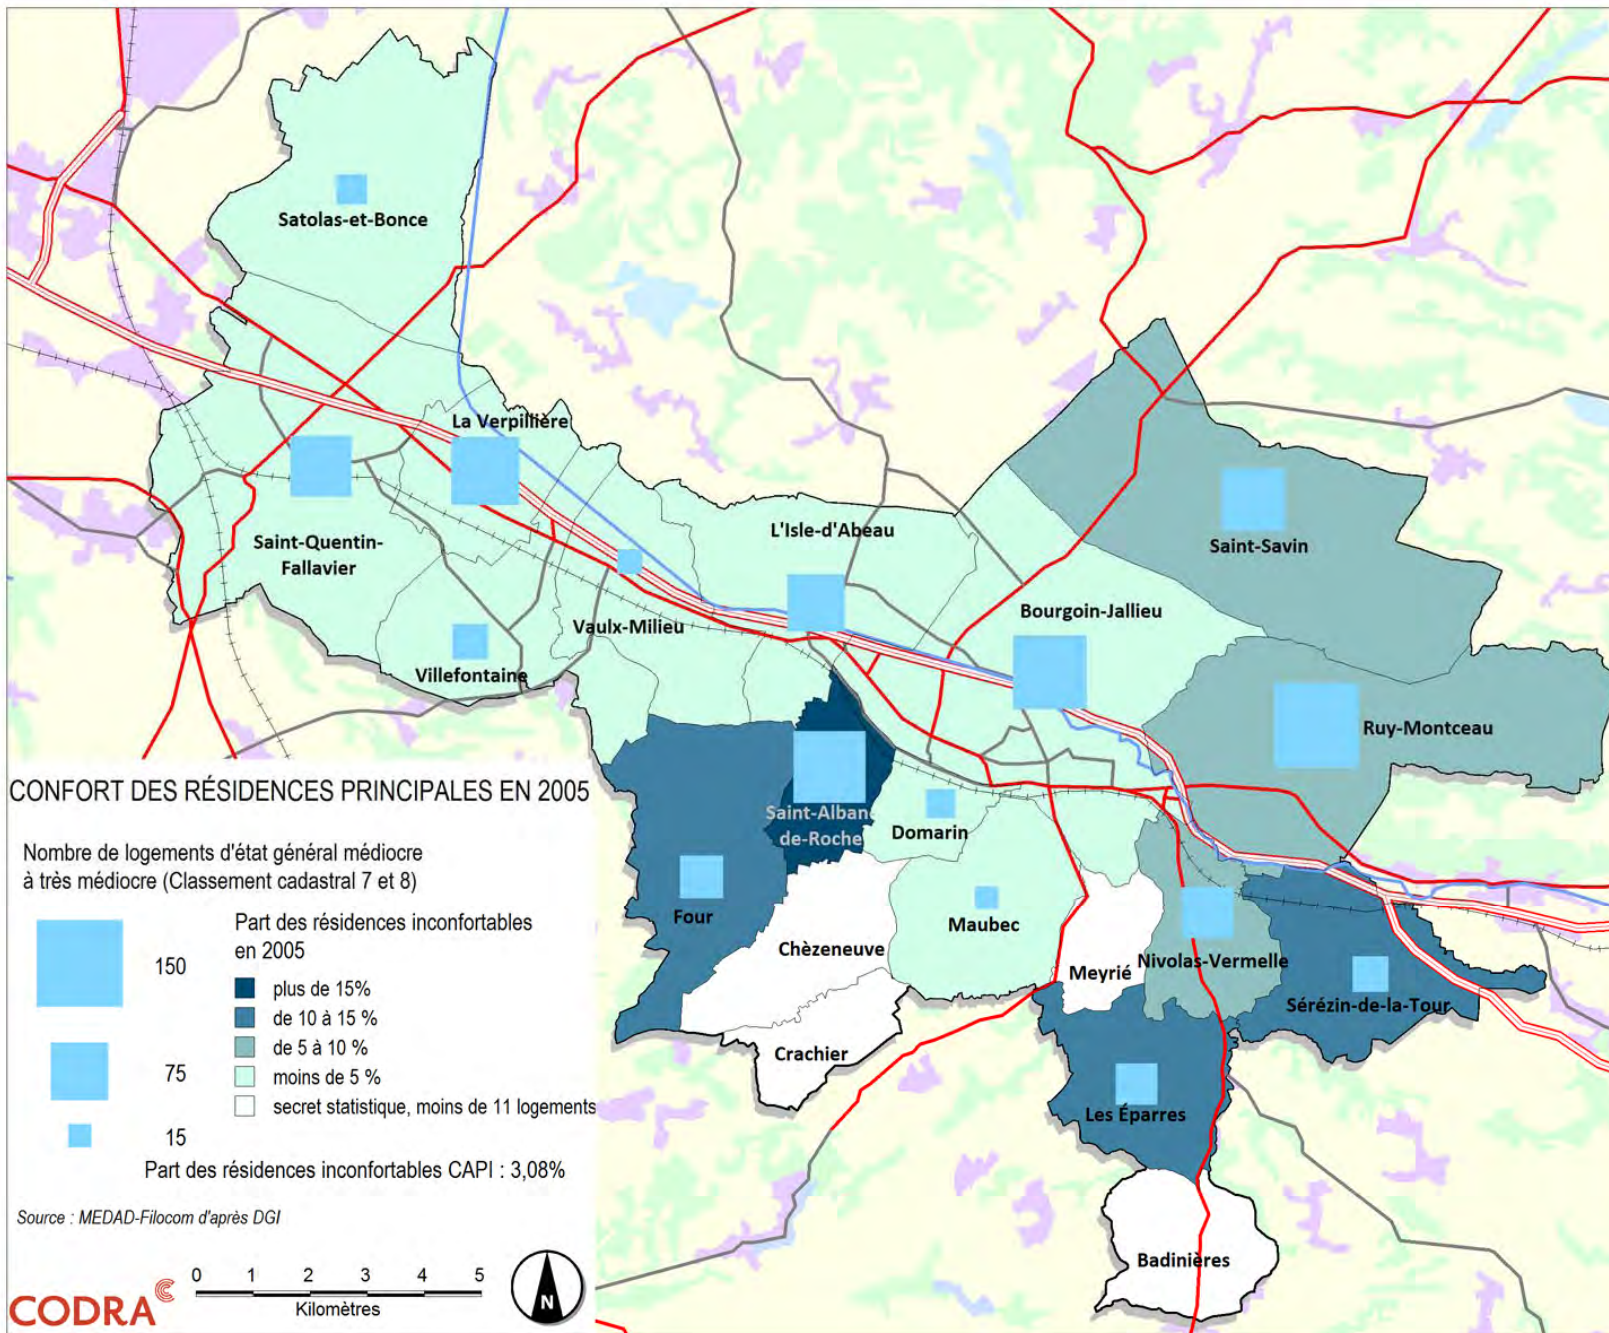 Satolas-et-Bonce
La Verpillière
L'Isle-d'Abeau
Saint-Quentin-
Fallavier
Saint-Savin
Bourgoin-Jallieu
Vaulx-Milieu
Villefontaine
Ruy-Montceau
CONFORT DES RÉSIDENCES PRINCIPALES EN 2005
Saint-Alban-
de-Roche
Domarin
Nombre de logements d'état général médiocre
à très médiocre (Classement cadastral 7 et 8)
150
75
15
Part des résidences inconfortables
en 2005
plus de 15%
de 10 à 15 %
de 5 à 10 %
moins de 5 %
secret statistique, moins de 11 logements
Part des résidences inconfortables CAPI : 3,08%
Four
Maubec
Chèzeneuve
Meyrié
Nivolas-Vermelle
Sérézin-de-la-Tour
Crachier
Les Éparres
Badinières
Source : MEDAD-Filocom d'après DGI
0 1 2 3 4 5
Kilomètres
N
CODRA